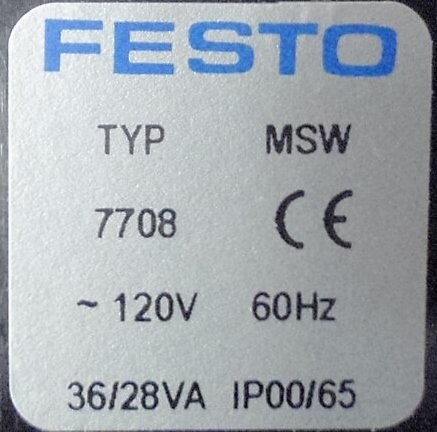 FESTO
TYP MSW
7708 CE
~ 120V 60Hz
36/28VA IP00/65